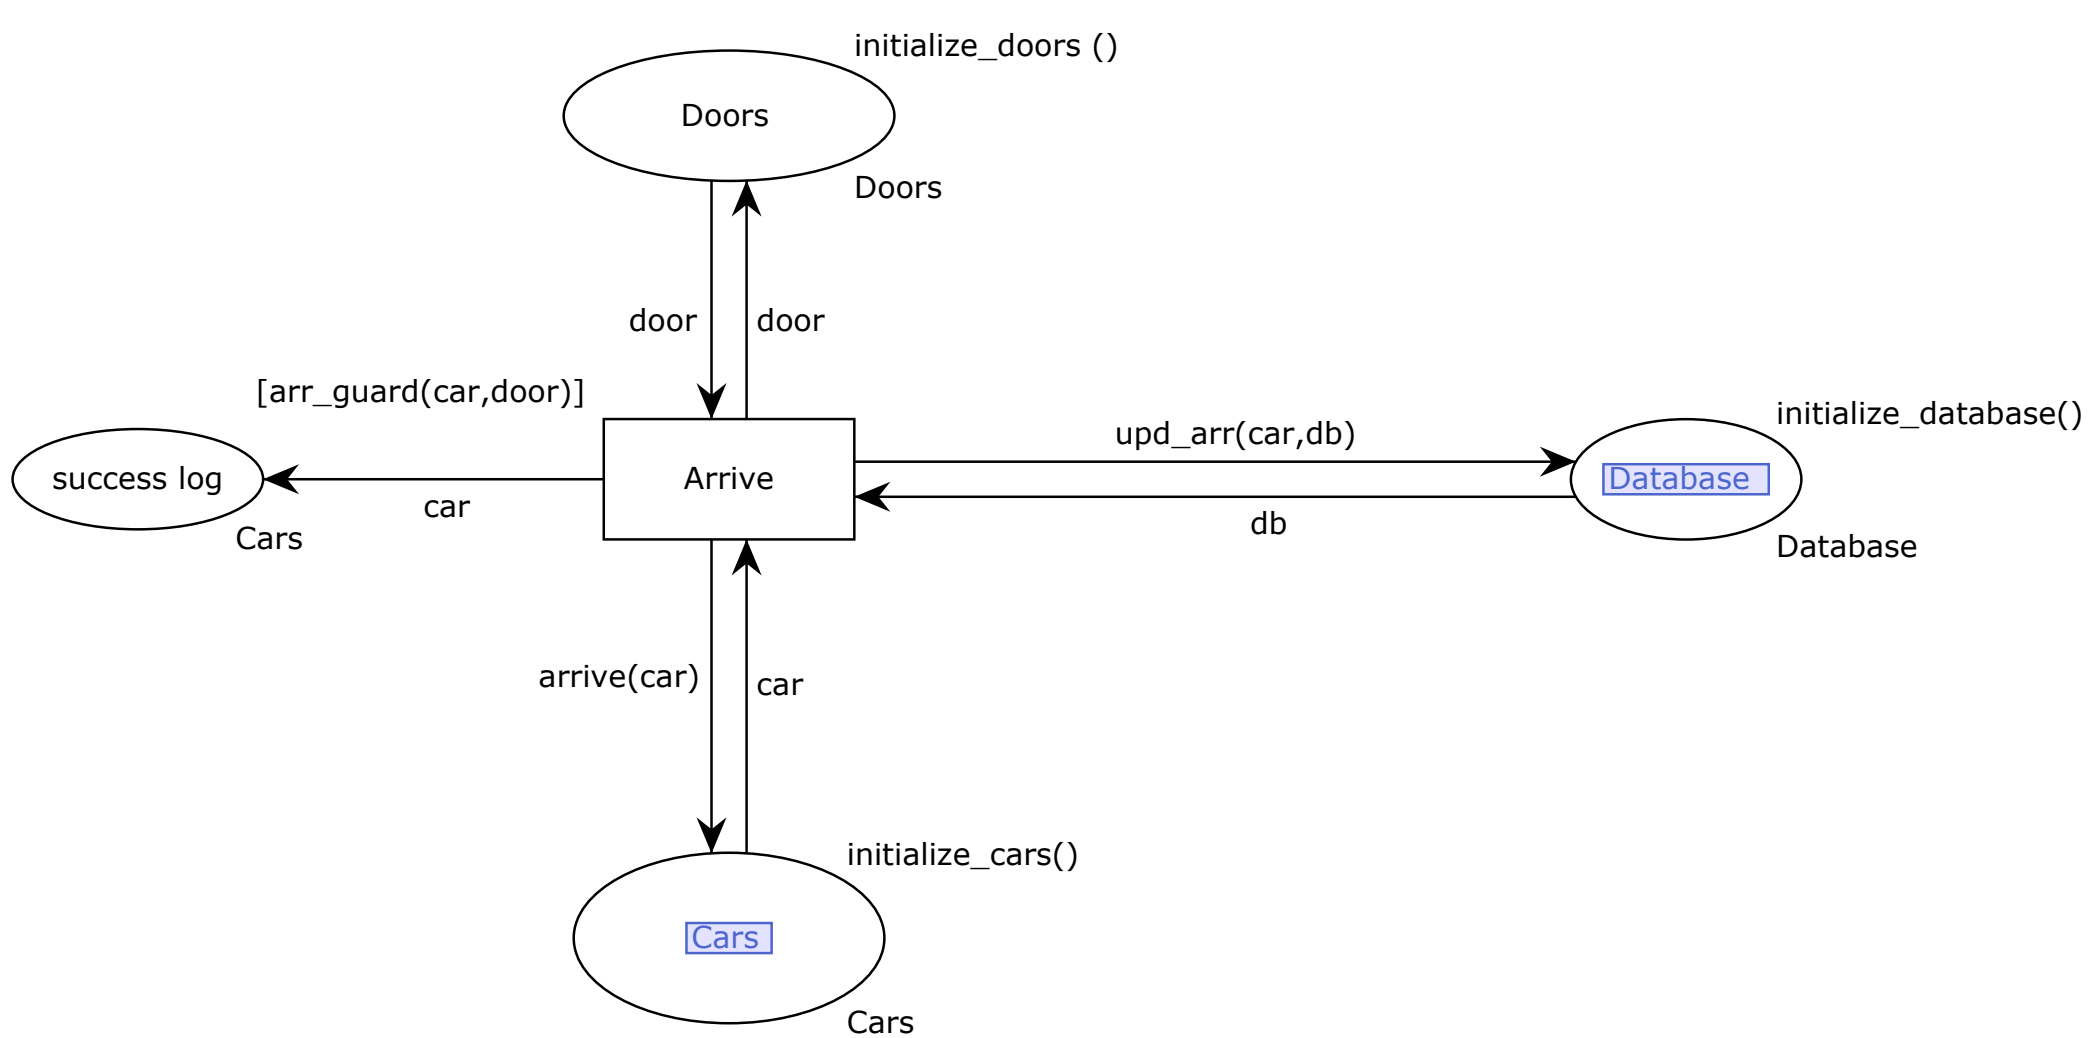 initialize_doors ()
Doors
Doors
door
door
[arr_guard(car,door)]
initialize_database()
upd_arr(car,db)
success log
Arrive
Database
car
db
Cars
Database
arrive(car)
car
initialize_cars()
Cars
Cars